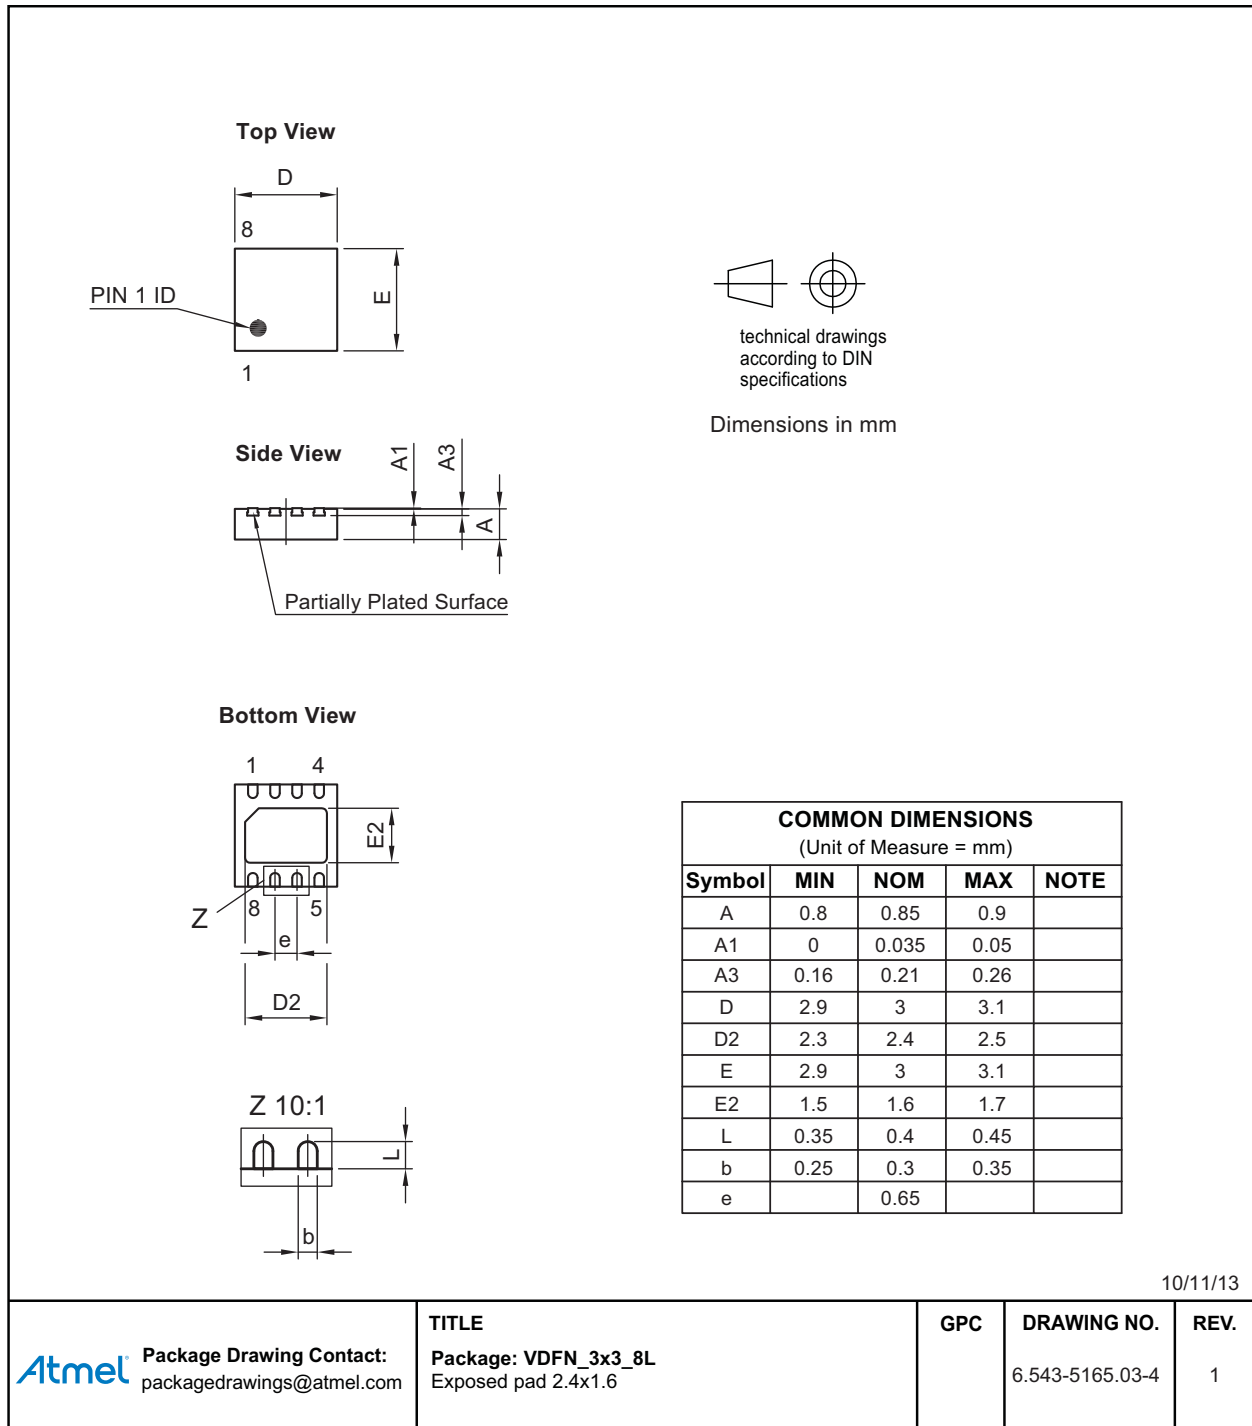 Top View
D
8
PIN 1 ID
E
1
technical drawings
according to DIN
specifications
Dimensions in mm
Side View
A1
A3
A
Partially Plated Surface
Bottom View
1 4
E2
Z
8 5
e
D2
Z 10:1
L
b
COMMON DIMENSIONS
(Unit of Measure = mm)
Symbol MIN NOM MAX NOTE
A 0.8 0.85 0.9
A1 0 0.035 0.05
A3 0.16 0.21 0.26
D 2.9 3 3.1
D2 2.3 2.4 2.5
E 2.9 3 3.1
E2 1.5 1.6 1.7
L 0.35 0.4 0.45
b 0.25 0.3 0.35
e 0.65
10/11/13
Atmel
Package Drawing Contact:
packagedrawings@atmel.com
TITLE
Package: VDFN_3x3_8L
Exposed pad 2.4x1.6
GPC
DRAWING NO.
6.543-5165.03-4
REV.
1